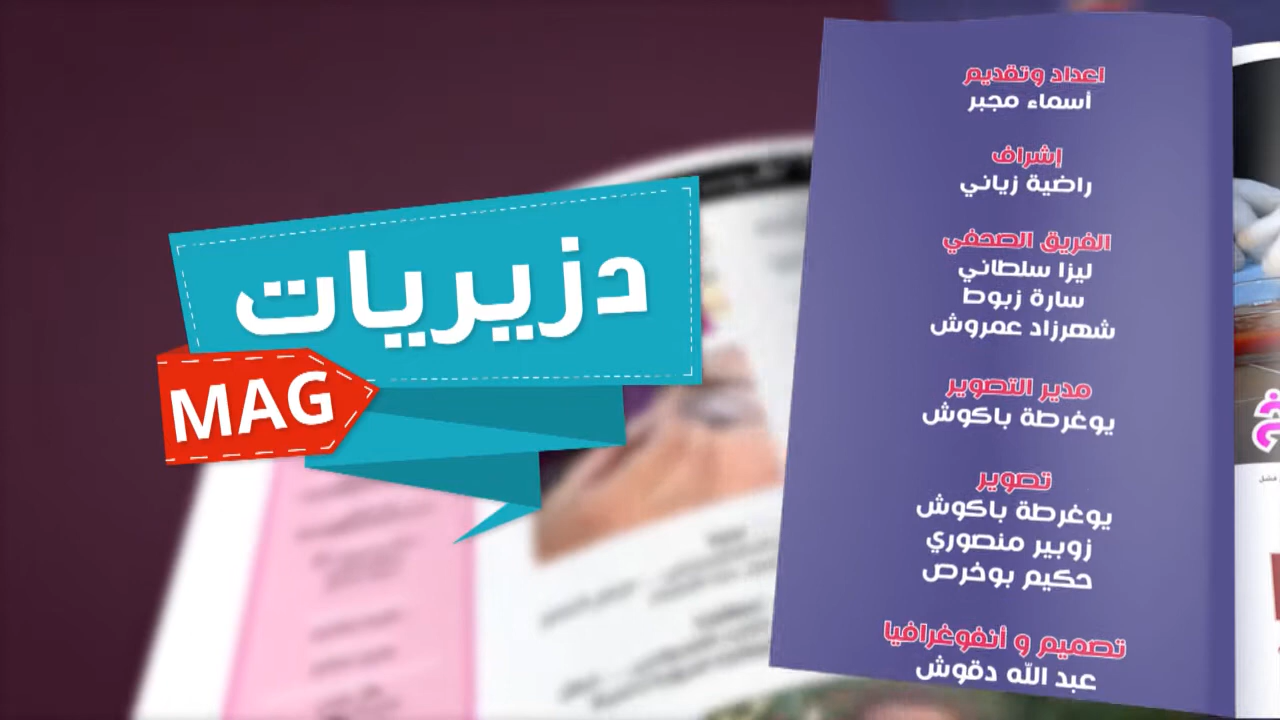 دزيريات
MAG
اعداد وتقديم
أسماء مجبر
إشراف
راضية زياني
الفريق الصحفي
ليزا سلطاني
سارة زبوط
شهرزاد عمروش
مدير التصوير
يوغرطة باكوش
تصوير
يوغرطة باكوش
زوبير منصوري
حكيم بوخرص
تصميم و أنفوغرافيا
عبد الله دقوش